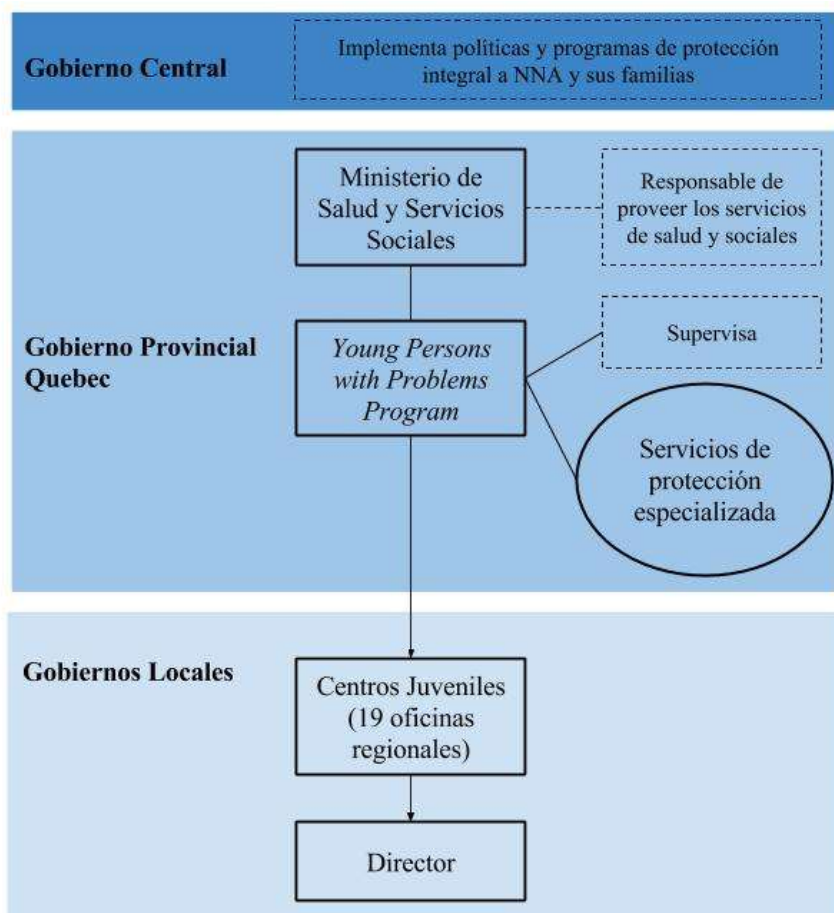 Gobierno Central
Implementa políticas y programas de protección
integral a NNA y sus familias
Gobierno Provincial
Quebec
Ministerio de
Salud y Servicios
Sociales
Responsable de
proveer los servicios
de salud y sociales
Young Persons
with Problems
Program
Supervisa
Servicios de
protección
especializada
Gobiernos Locales
Centros Juveniles
(19 oficinas
regionales)
Director